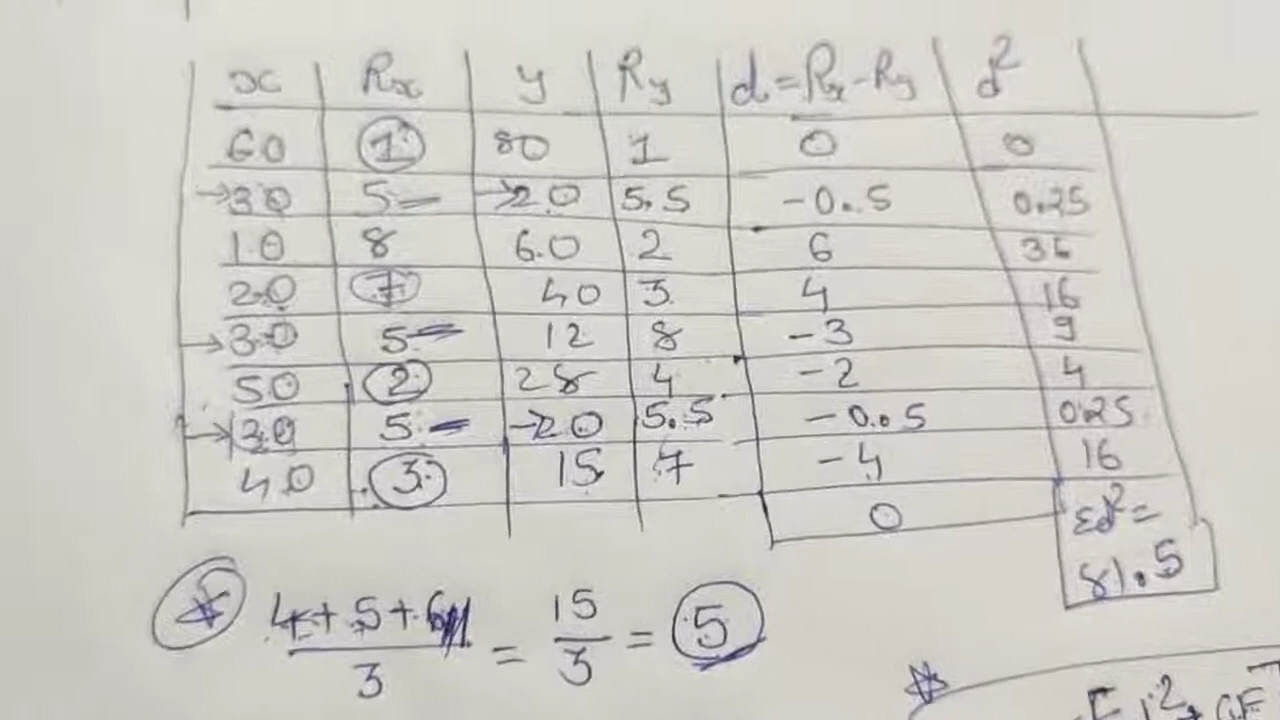 x Rx y Ry d=Rx-Ry d²
60 1 80 1 0 0
→30 5 →20 5.5 -0.5 0.25
10 8 60 2 6 36
20 7 40 3 4 16
→30 5 12 8 -3 9
50 2 28 4 -2 4
→30 5 →20 5.5 -0.5 0.25
40 3 15 7 -4 16
0 Σd²=
81.5
4+5+6/3 = 15/3 = 5